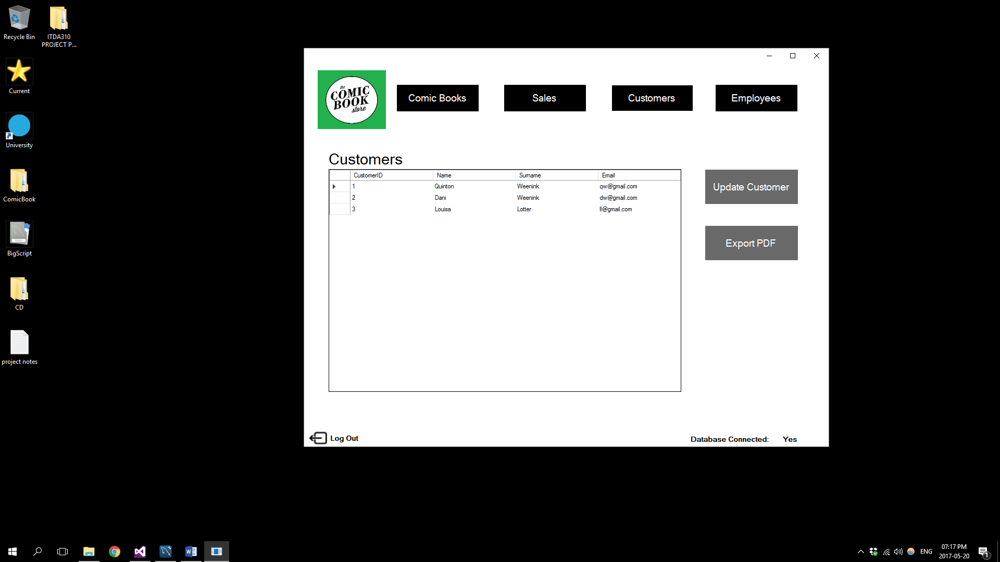 Recycle Bin
ITDA310
PROJECT P...
Current
University
ComicBook
BigScript
CD
project notes
the
COMIC
BOOK
store
Comic Books
Sales
Customers
Employees
Customers
CustomerID Name Surname Email
1 Quinton Weenink qw@gmail.com
2 Dani Weenink dw@gmail.com
3 Louisa Lotter ll@gmail.com
Update Customer
Export PDF
Log Out
Database Connected: Yes
ENG
07:17 PM
2017-05-20
1